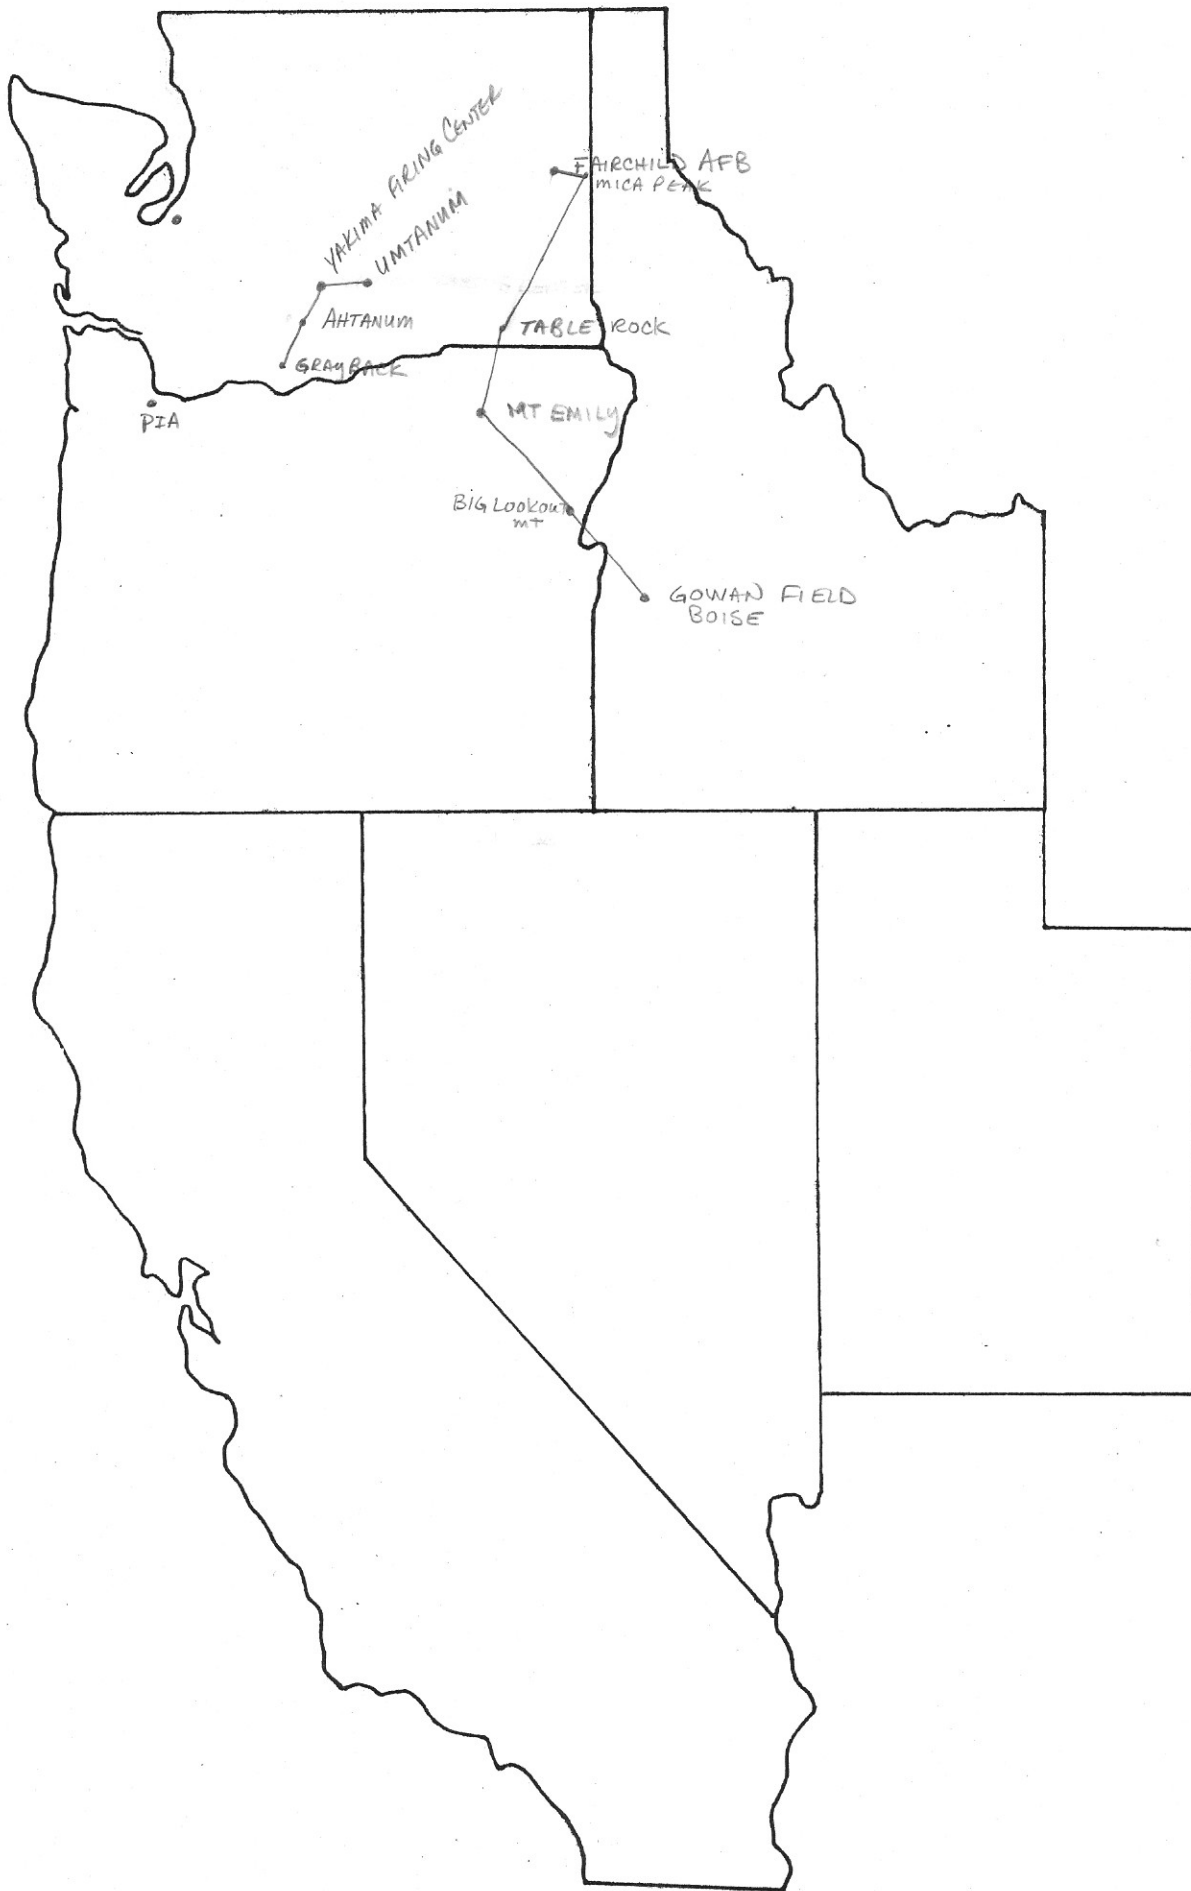 YAKIMA FIRING CENTER
UMTANUM
FAIRCHILD AFB
MICA PEAK
AHTANUM
TABLE ROCK
GRAYBACK
PIA
MT EMILY
BIG LOOKOUT
MT
GOWAN FIELD
BOISE